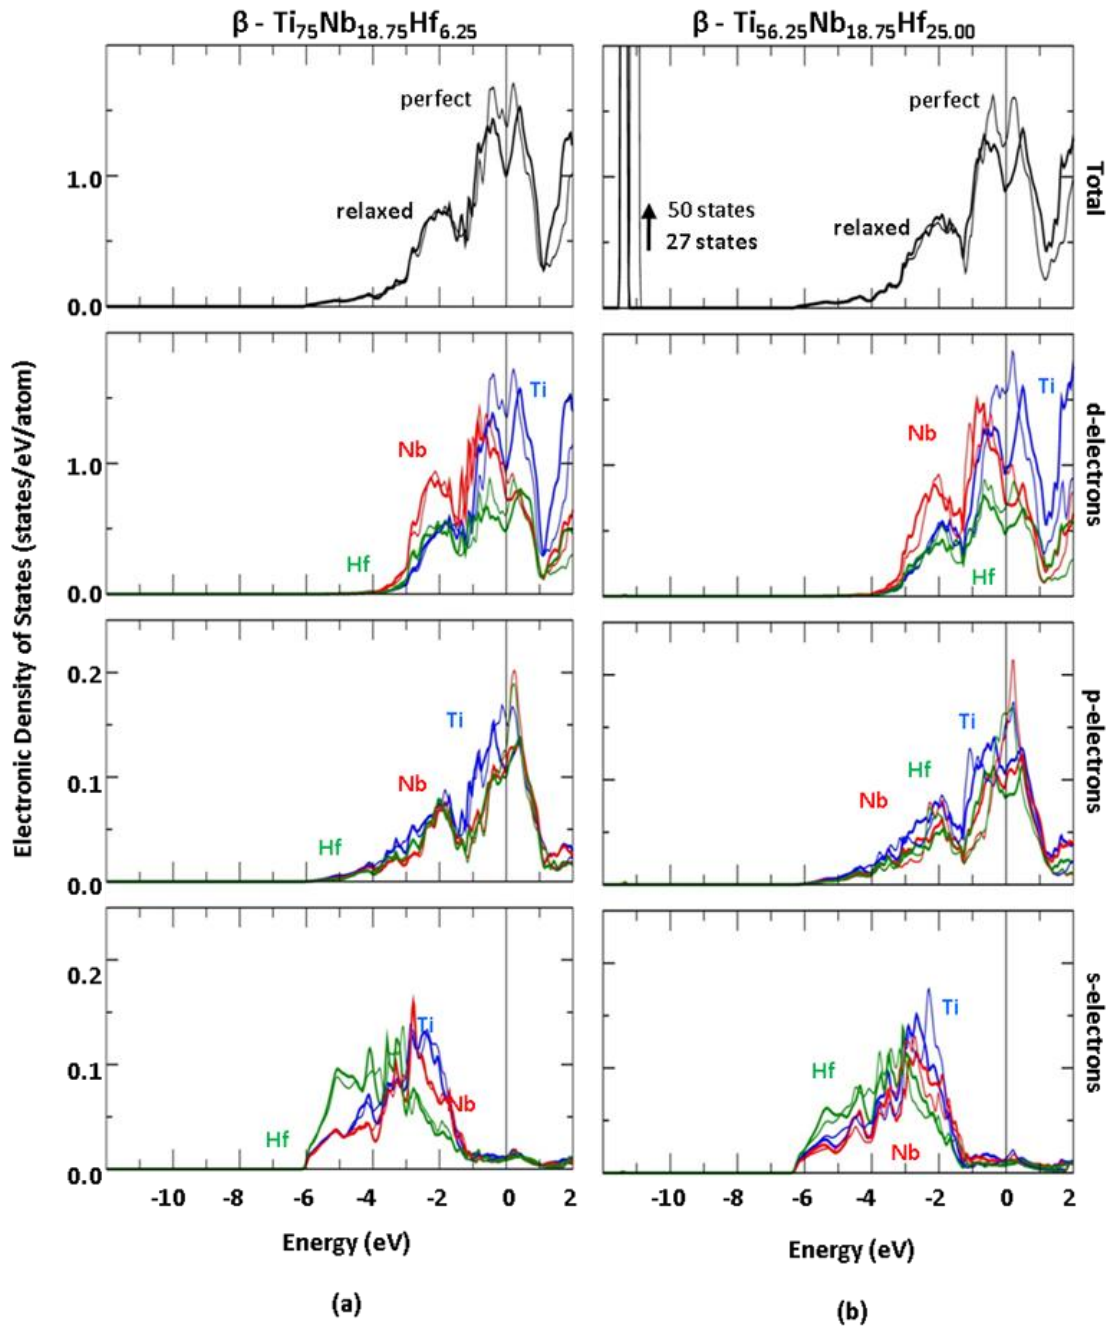 β - Ti₇₅Nb₁₈.₇₅Hf₆.₂₅
β - Ti₅₆.₂₅Nb₁₈.₇₅Hf₂₅.₀₀
Electronic Density of States (states/eV/atom)
perfect
relaxed
1.0
0.0
perfect
relaxed
50 states
27 states
Total
Ti
Nb
Hf
1.0
0.0
Ti
Nb
Hf
d-electrons
0.2
0.1
0.0
Ti
Nb
Hf
Ti
Hf
Nb
p-electrons
0.2
0.1
0.0
Ti
Nb
Hf
Ti
Hf
Nb
s-electrons
-10 -8 -6 -4 -2 0 2
-10 -8 -6 -4 -2 0 2
Energy (eV)
Energy (eV)
(a)
(b)